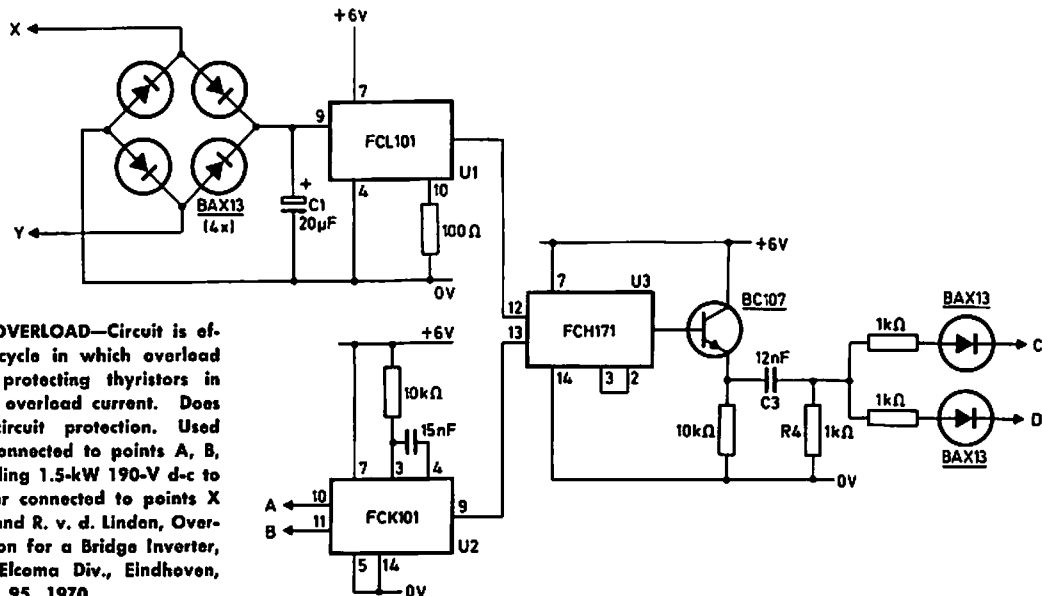 X
Y
BAX13
(4x)
+6V
7
9
FCL101
U1
4
10
+
C1
20µF
100Ω
0V
OVERLOAD—Circuit is ef-
cycle in which overload
protecting thyristors in
overload current. Does
circuit protection. Used
connected to points A, B,
ding 1.5-kW 190-V d-c to
r connected to points X
and R. v. d. Linden, Over-
on for a Bridge Inverter,
Elcoma Div., Eindhoven,
95, 1970.
+6V
10kΩ
15nF
7
3
4
A
10
B
11
FCK101
9
U2
5
14
0V
+6V
7
U3
12
13
FCH171
14
3
2
BC107
10kΩ
12nF
C3
R4
1kΩ
0V
1kΩ
BAX13
C
1kΩ
BAX13
D